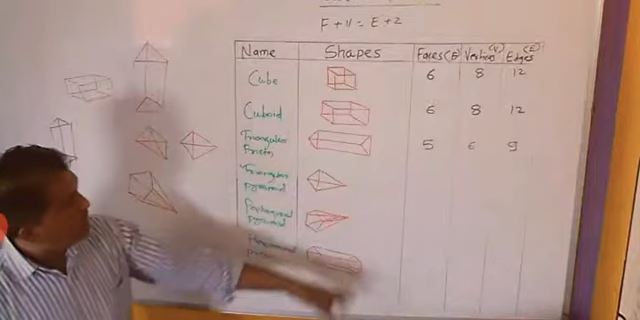 F + V = E + 2
Name Shapes Faces(F) Vertices(V) Edges(E)
Cube 6 8 12
Cuboid 6 8 12
Triangular
Prism 5 6 9
Triangular
pyramid
pyramid